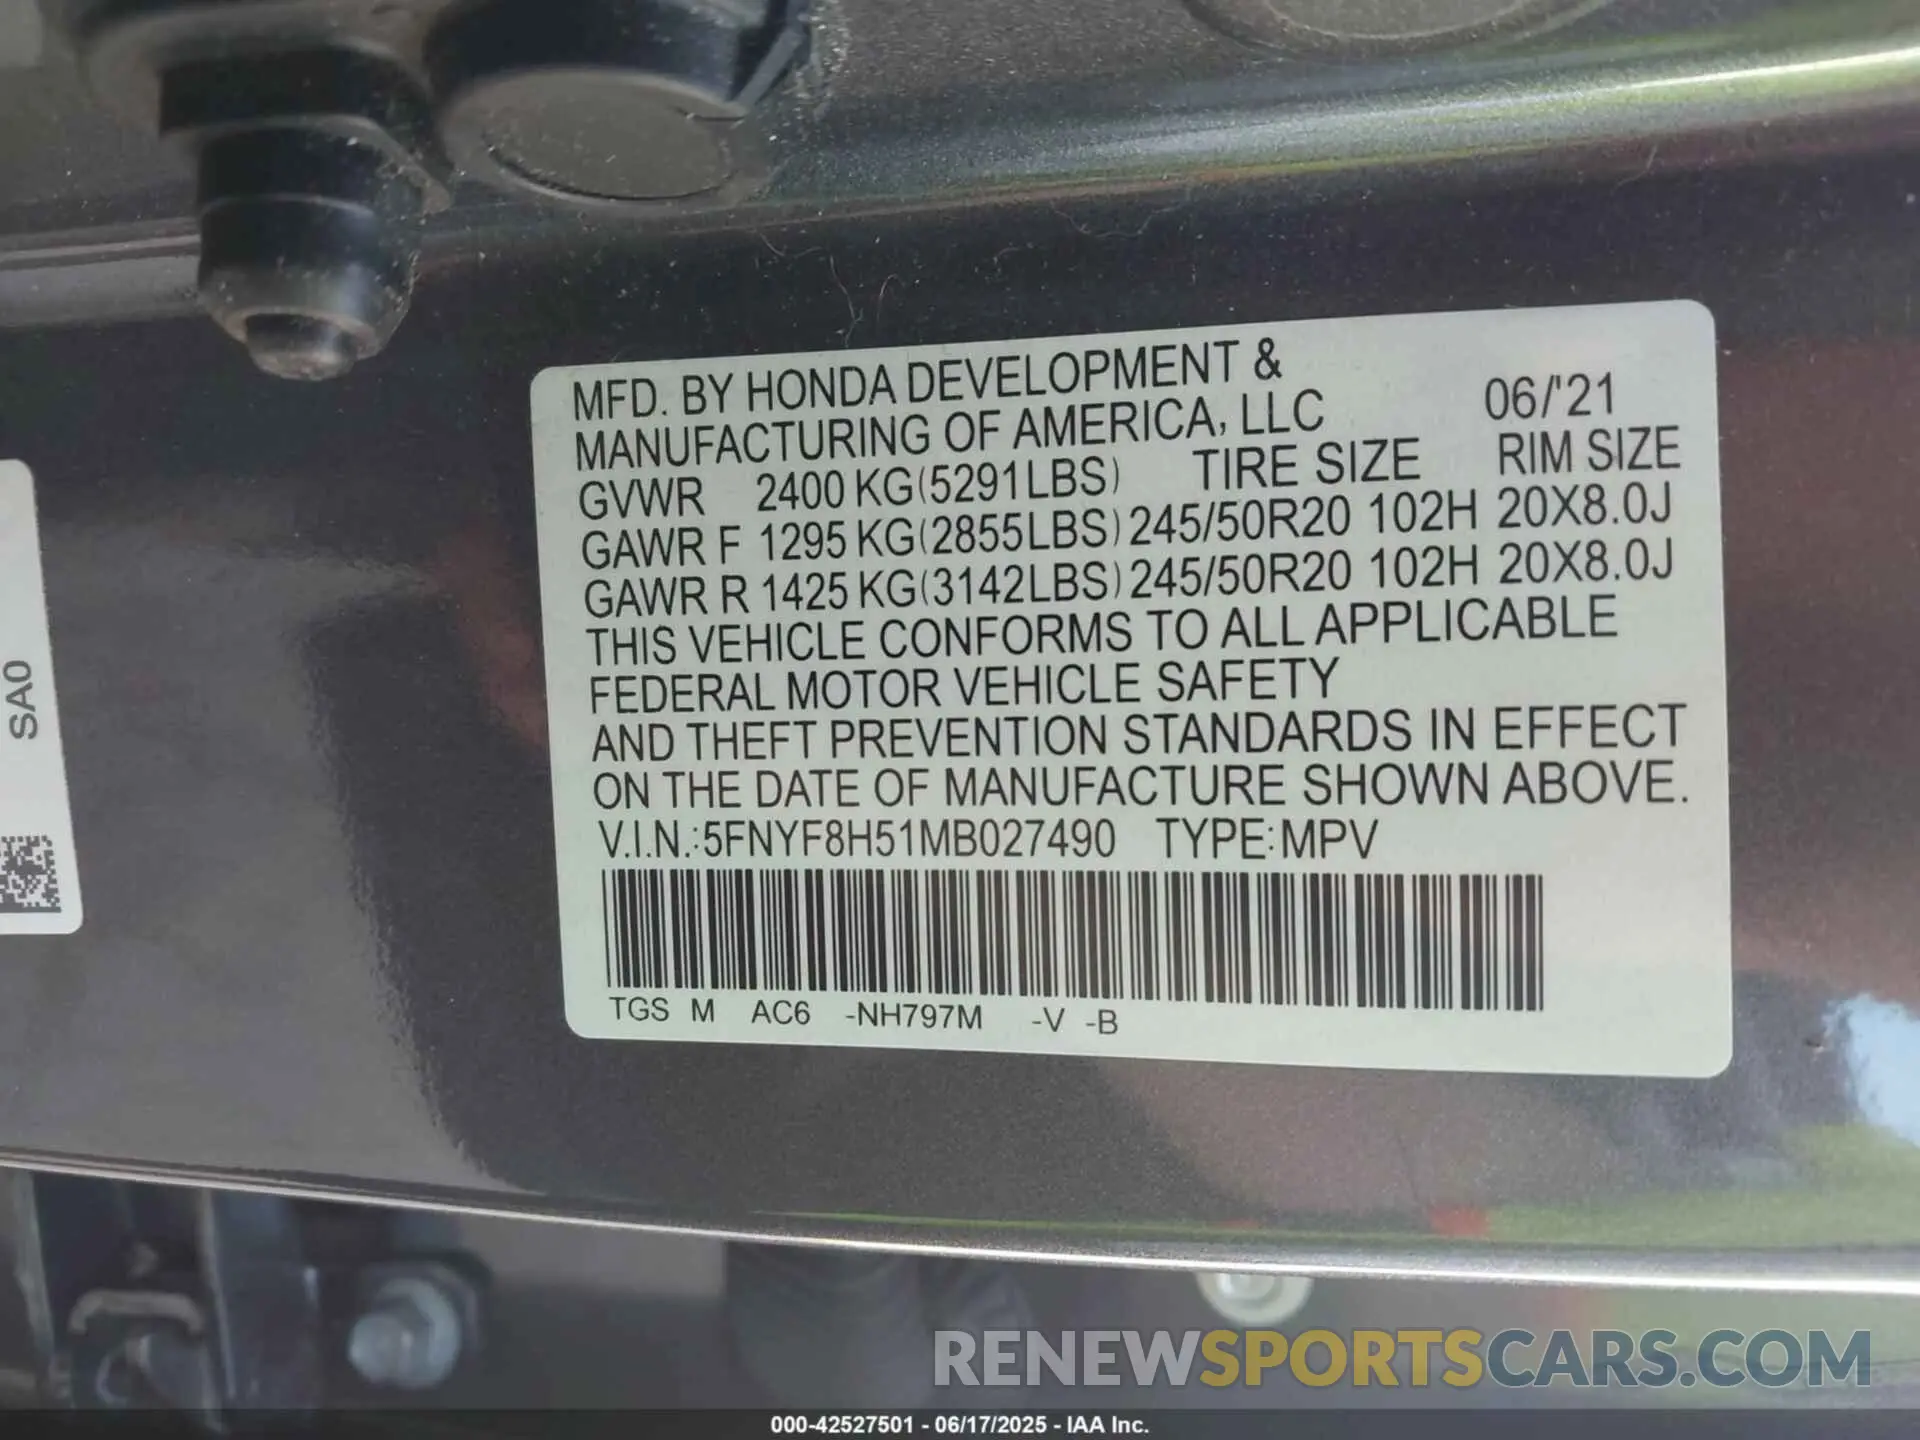 MFD. BY HONDA DEVELOPMENT &
MANUFACTURING OF AMERICA, LLC 06/'21
GVWR 2400 KG(5291LBS) TIRE SIZE RIM SIZE
GAWR F 1295 KG(2855LBS) 245/50R20 102H 20X8.0J
GAWR R 1425 KG(3142LBS) 245/50R20 102H 20X8.0J
THIS VEHICLE CONFORMS TO ALL APPLICABLE
FEDERAL MOTOR VEHICLE SAFETY
AND THEFT PREVENTION STANDARDS IN EFFECT
ON THE DATE OF MANUFACTURE SHOWN ABOVE.
V.I.N.:5FNYF8H51MB027490 TYPE:MPV
TGS M AC6 -NH797M -V -B
SA0
RENEWSPORTSCARS.COM
000-42527501 - 06/17/2025 - IAA Inc.